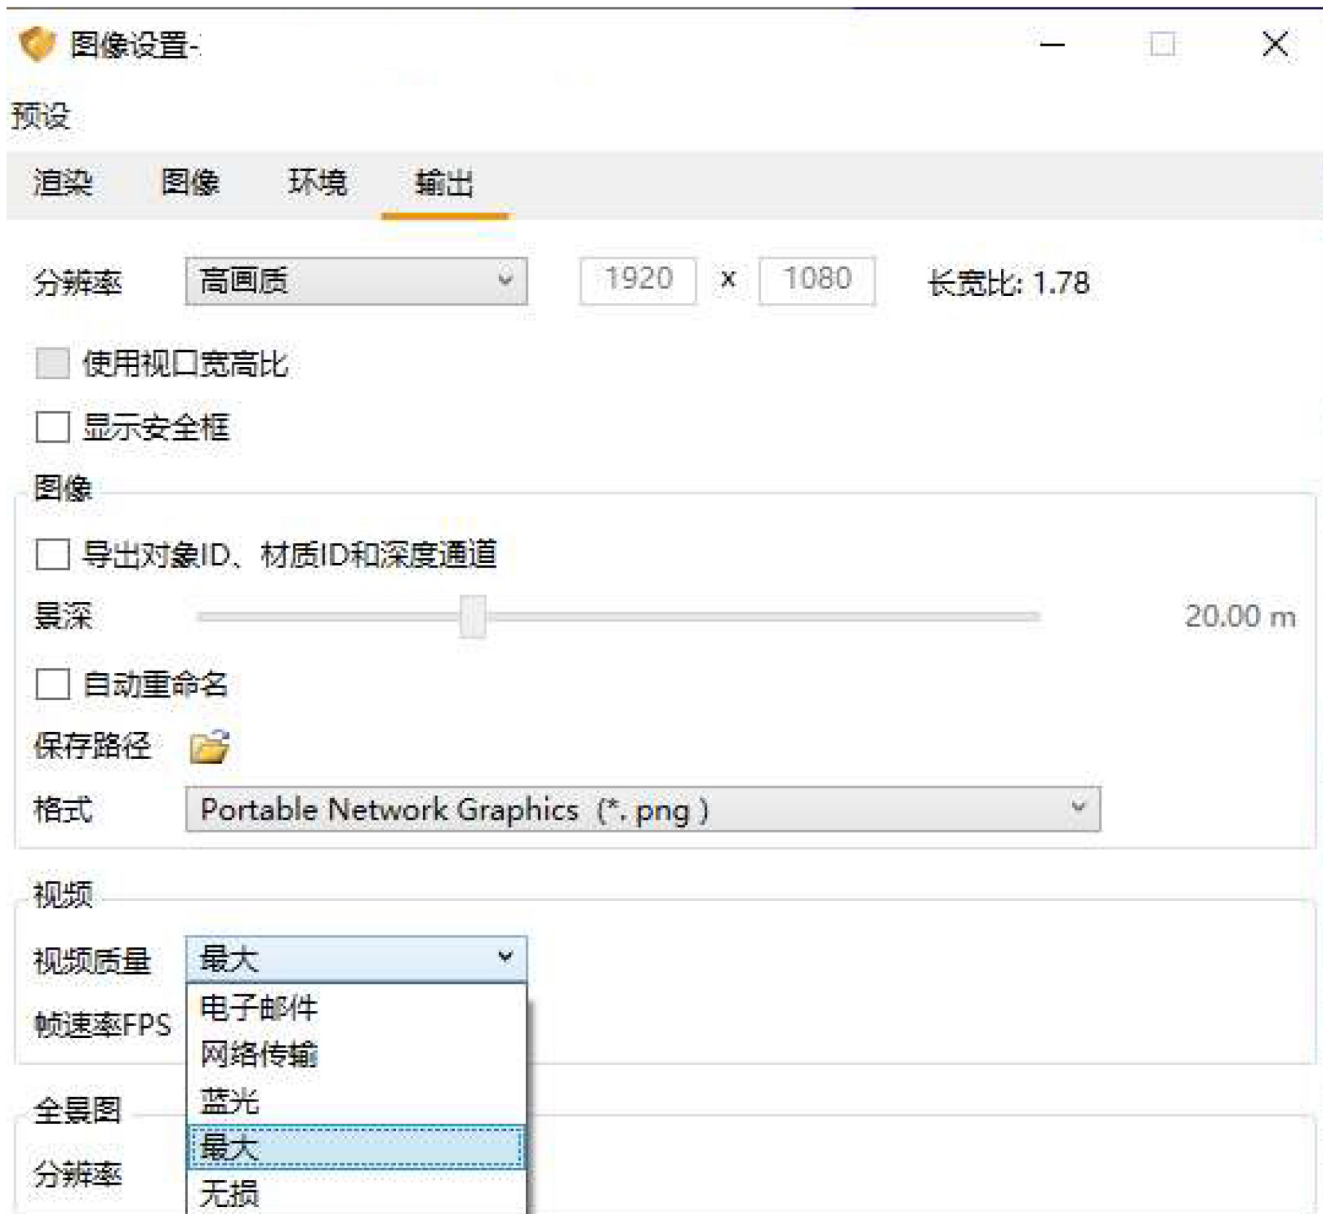 图像设置-
预设
渲染 图像 环境 输出
分辨率 高画质 1920 x 1080 长宽比: 1.78
使用视口宽高比
显示安全框
图像
导出对象ID、材质ID和深度通道
景深 20.00 m
自动重命名
保存路径
格式 Portable Network Graphics (*. png )
视频
视频质量 最大
电子邮件
帧速率FPS
网络传输
蓝光
全景图
最大
分辨率
无损